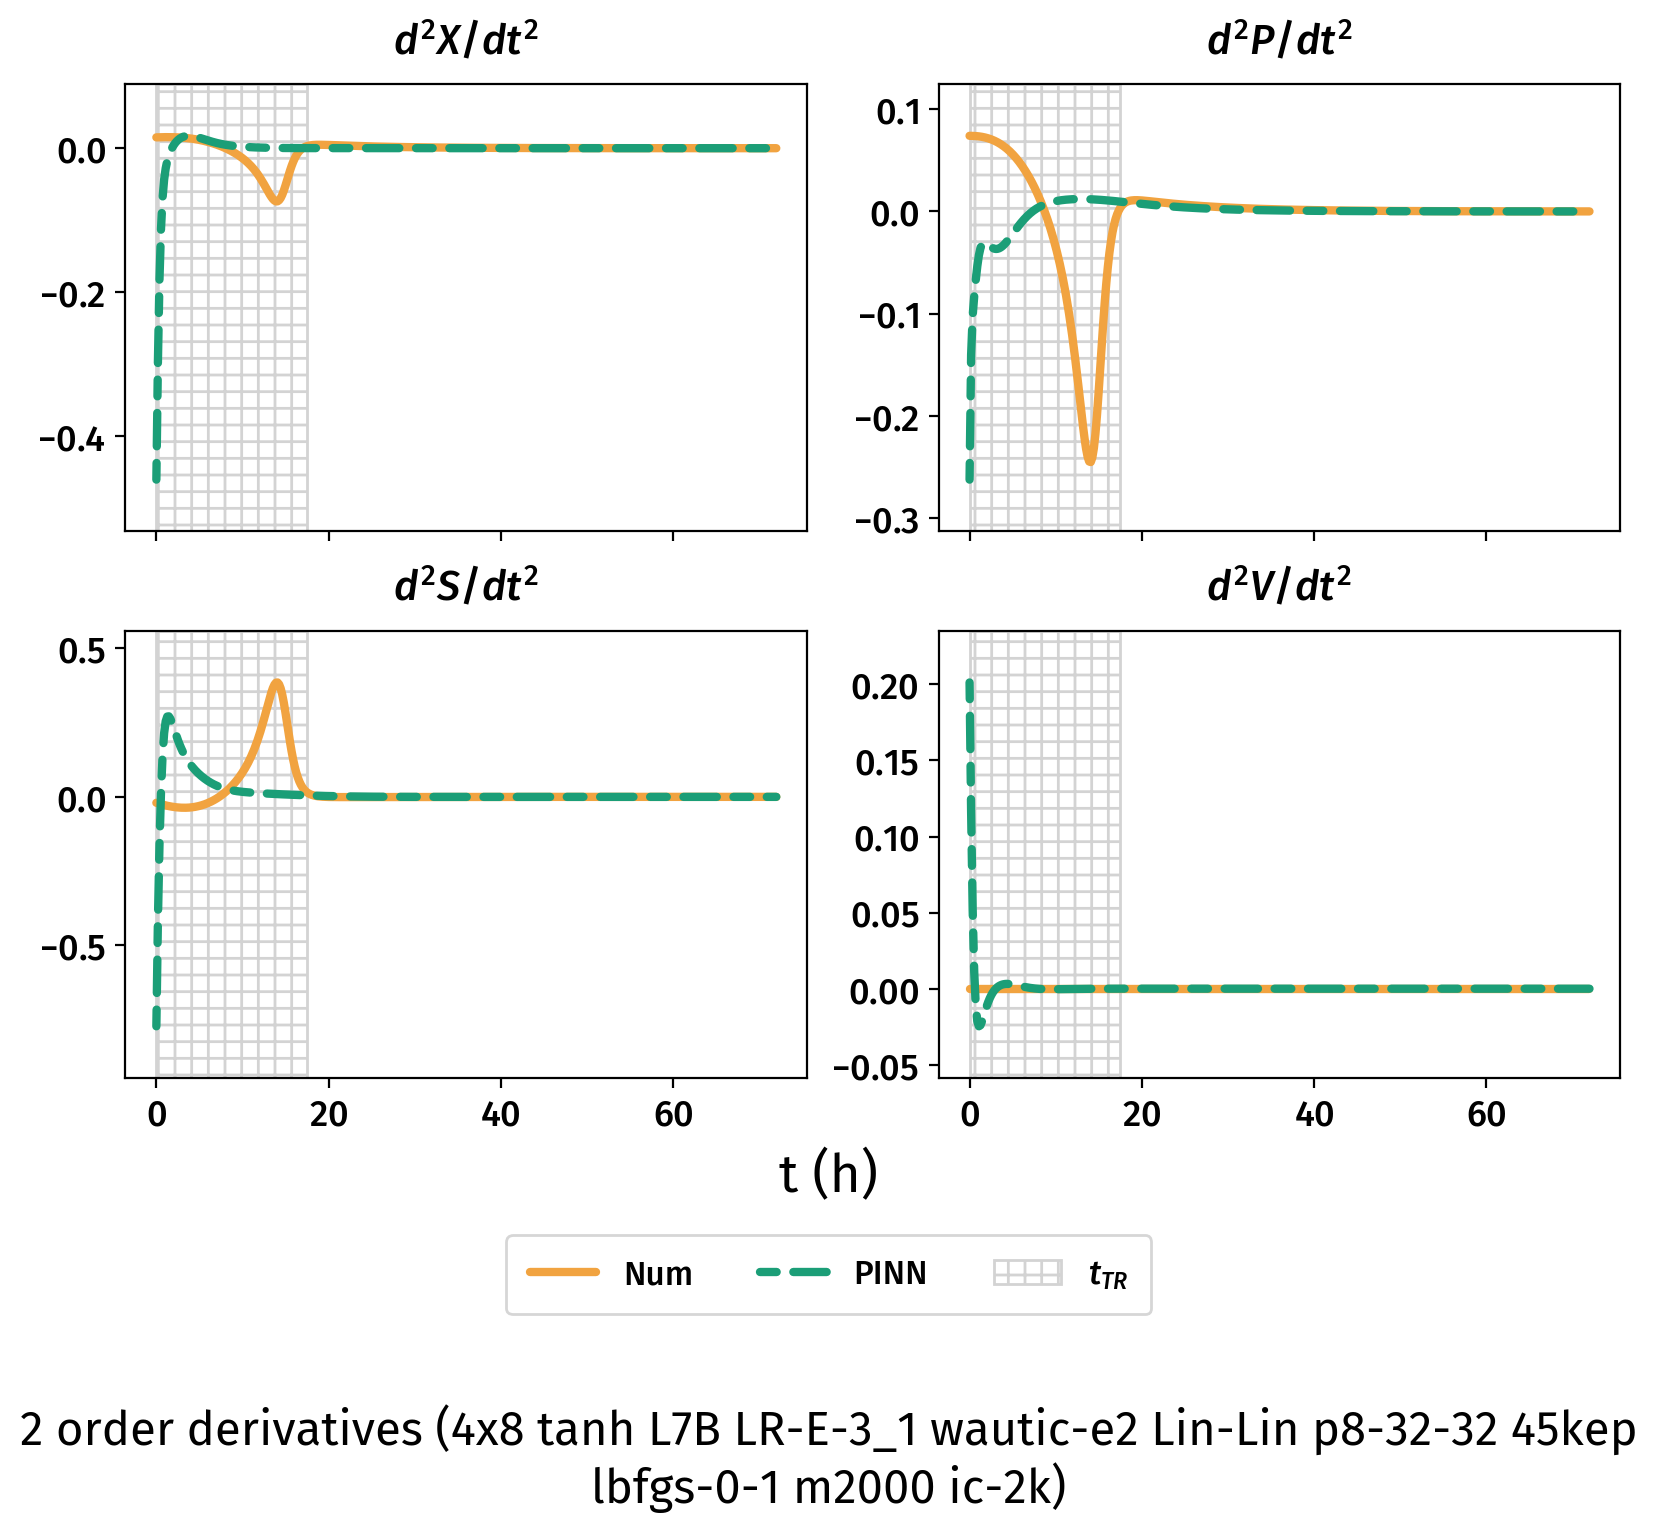 d²X/dt²
d²P/dt²
0.0
−0.2
−0.4
0.1
0.0
−0.1
−0.2
−0.3
d²S/dt²
d²V/dt²
0.5
0.0
−0.5
0.20
0.15
0.10
0.05
0.00
−0.05
0 20 40 60
0 20 40 60
t (h)
Num PINN t_TR
2 order derivatives (4x8 tanh L7B LR-E-3_1 wautic-e2 Lin-Lin p8-32-32 45kep
lbfgs-0-1 m2000 ic-2k)